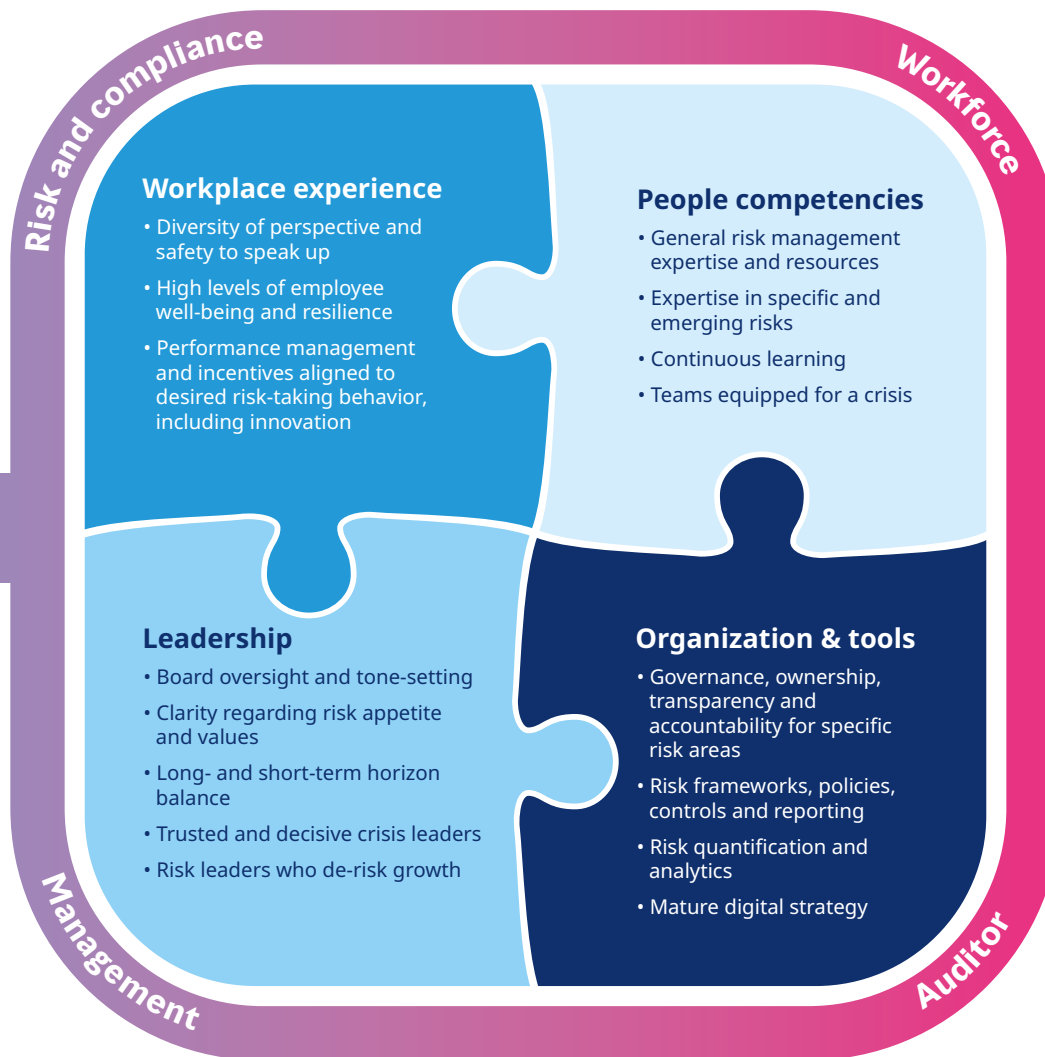 Risk and compliance
Workforce
Workplace experience
• Diversity of perspective and
safety to speak up
• High levels of employee
well-being and resilience
• Performance management
and incentives aligned to
desired risk-taking behavior,
including innovation
People competencies
• General risk management
expertise and resources
• Expertise in specific and
emerging risks
• Continuous learning
• Teams equipped for a crisis
Leadership
• Board oversight and tone-setting
• Clarity regarding risk appetite
and values
• Long- and short-term horizon
balance
• Trusted and decisive crisis leaders
• Risk leaders who de-risk growth
Organization & tools
• Governance, ownership,
transparency and
accountability for specific
risk areas
• Risk frameworks, policies,
controls and reporting
• Risk quantification and
analytics
• Mature digital strategy
Management
Auditor